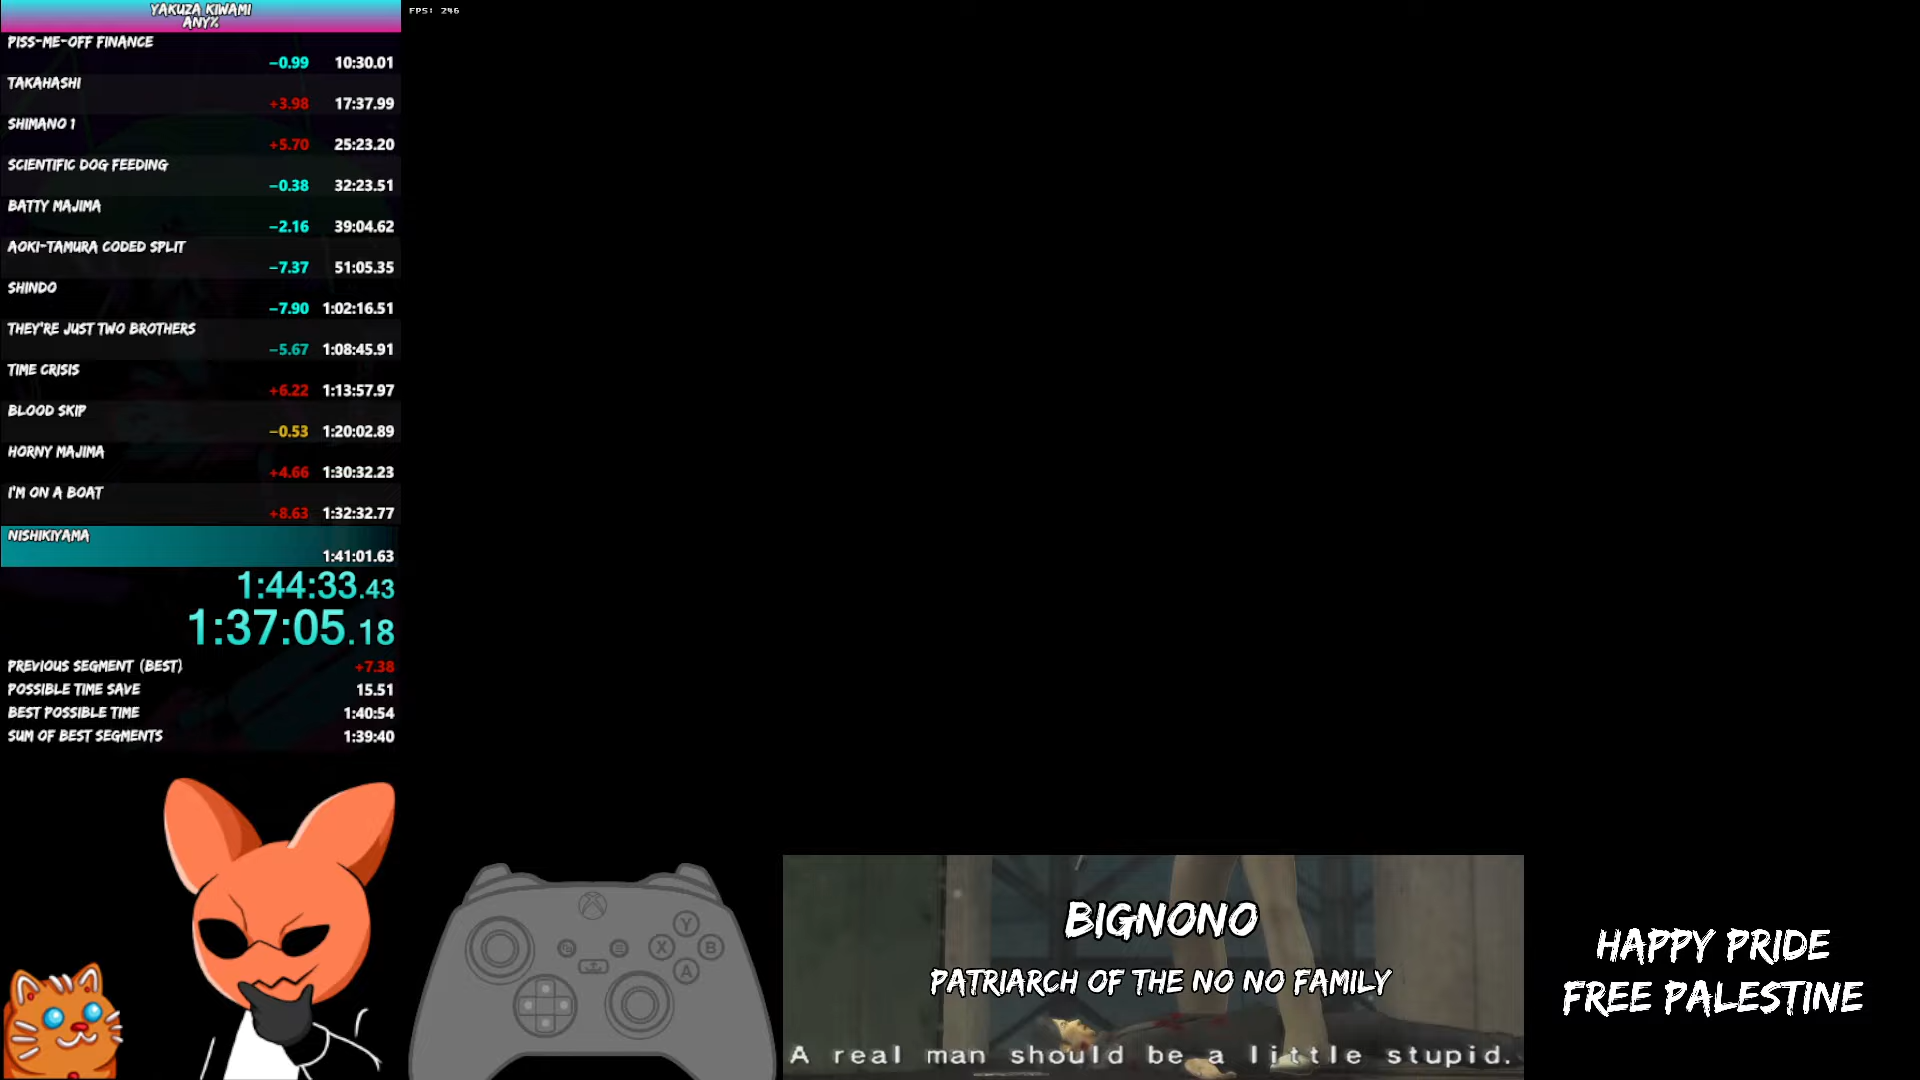 YAKUZA KIWAMI
ANY%
FPS: 296
PISS-ME-OFF FINANCE
−0.99 10:30.01
TAKAHASHI
+3.98 17:37.99
SHIMANO 1
+5.70 25:23.20
SCIENTIFIC DOG FEEDING
−0.38 32:23.51
BATTY MAJIMA
−2.16 39:04.62
AOKI-TAMURA CODED SPLIT
−7.37 51:05.35
SHINDO
−7.90 1:02:16.51
THEY'RE JUST TWO BROTHERS
−5.67 1:08:45.91
TIME CRISIS
+6.22 1:13:57.97
BLOOD SKIP
−0.53 1:20:02.89
HORNY MAJIMA
+4.66 1:30:32.23
I'M ON A BOAT
+8.63 1:32:32.77
NISHIKIYAMA
1:41:01.63
1:44:33.43
1:37:05.18
PREVIOUS SEGMENT (BEST) +7.38
POSSIBLE TIME SAVE 15.51
BEST POSSIBLE TIME 1:40:54
SUM OF BEST SEGMENTS 1:39:40
Y
X B
A
BIGNONO
PATRIARCH OF THE NO NO FAMILY
A real man should be a little stupid.
HAPPY PRIDE
FREE PALESTINE